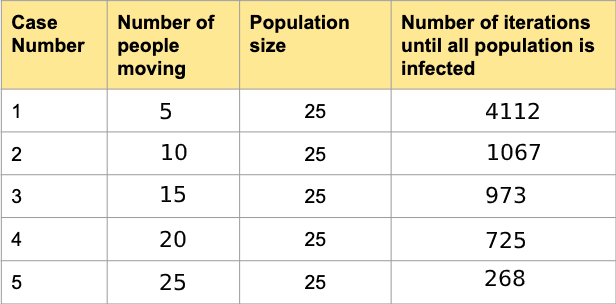 Case Number of Population Number of iterations
Number people size until all population is
moving infected
1 5 25 4112
2 10 25 1067
3 15 25 973
4 20 25 725
5 25 25 268